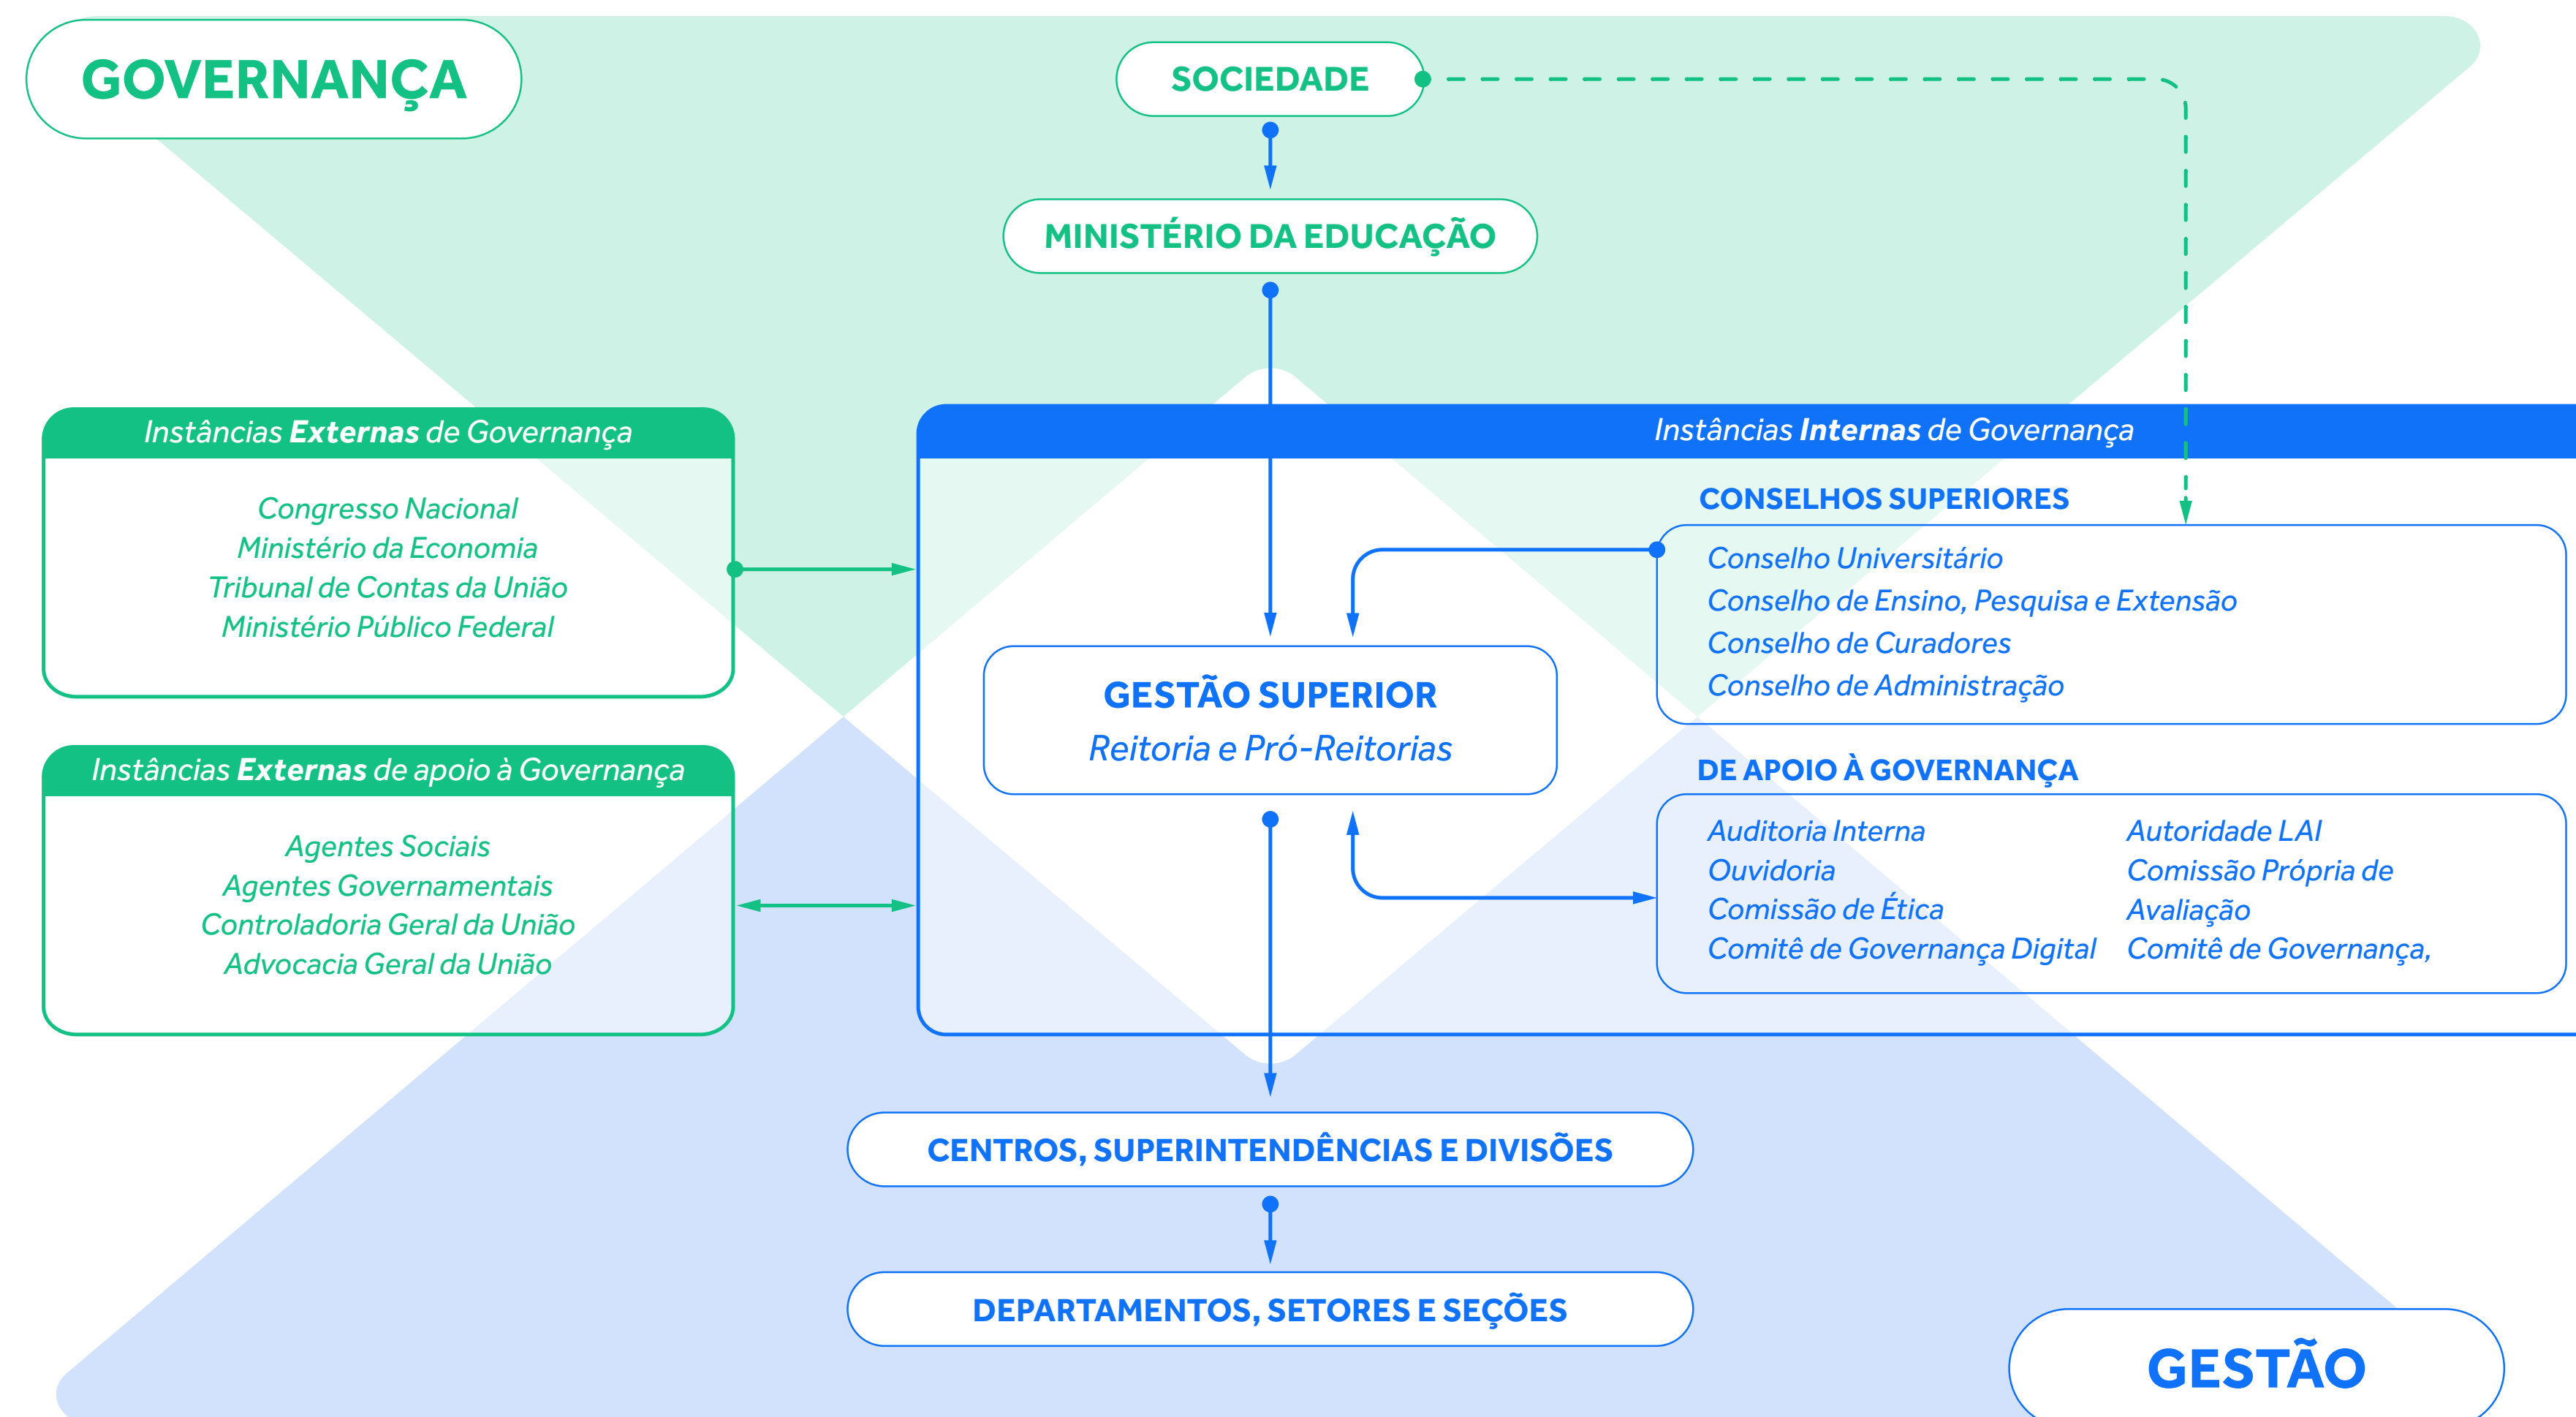 GOVERNANÇA
SOCIEDADE
MINISTÉRIO DA EDUCAÇÃO
Instâncias Externas de Governança
Congresso Nacional
Ministério da Economia
Tribunal de Contas da União
Ministério Público Federal
Instâncias Externas de apoio à Governança
Agentes Sociais
Agentes Governamentais
Controladoria Geral da União
Advocacia Geral da União
Instâncias Internas de Governança
GESTÃO SUPERIOR
Reitoria e Pró-Reitorias
CONSELHOS SUPERIORES
Conselho Universitário
Conselho de Ensino, Pesquisa e Extensão
Conselho de Curadores
Conselho de Administração
DE APOIO À GOVERNANÇA
Auditoria Interna
Ouvidoria
Comissão de Ética
Comitê de Governança Digital
Autoridade LAI
Comissão Própria de
Avaliação
Comitê de Governança,
CENTROS, SUPERINTENDÊNCIAS E DIVISÕES
DEPARTAMENTOS, SETORES E SEÇÕES
GESTÃO